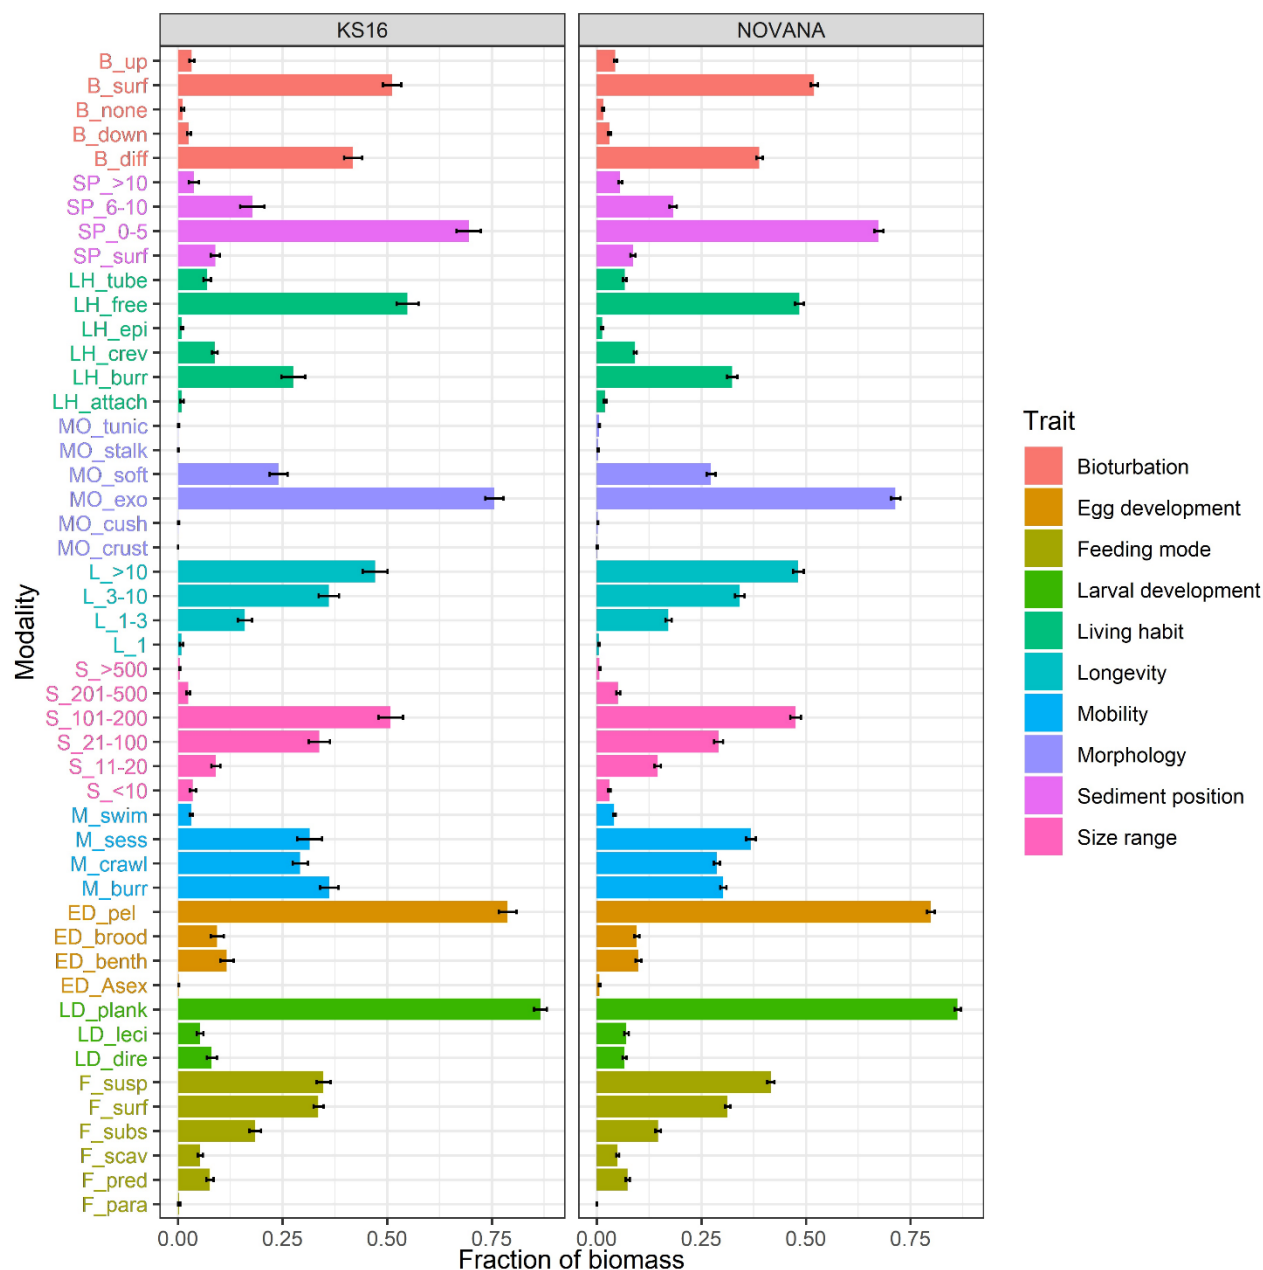 KS16
NOVANA
B_up
B_surf
B_none
B_down
B_diff
SP_>10
SP_6-10
SP_0-5
SP_surf
LH_tube
LH_free
LH_epi
LH_crev
LH_burr
LH_attach
MO_tunic
MO_stalk
MO_soft
MO_exo
MO_cush
MO_crust
L_>10
L_3-10
L_1-3
L_1
S_>500
S_201-500
S_101-200
S_21-100
S_11-20
S_<10
M_swim
M_sess
M_crawl
M_burr
ED_pel
ED_brood
ED_benth
ED_Asex
LD_plank
LD_leci
LD_dire
F_susp
F_surf
F_subs
F_scav
F_pred
F_para
Modality
0.00 0.25 0.50 0.75 0.00 0.25 0.50 0.75
Fraction of biomass
Trait
Bioturbation
Egg development
Feeding mode
Larval development
Living habit
Longevity
Mobility
Morphology
Sediment position
Size range